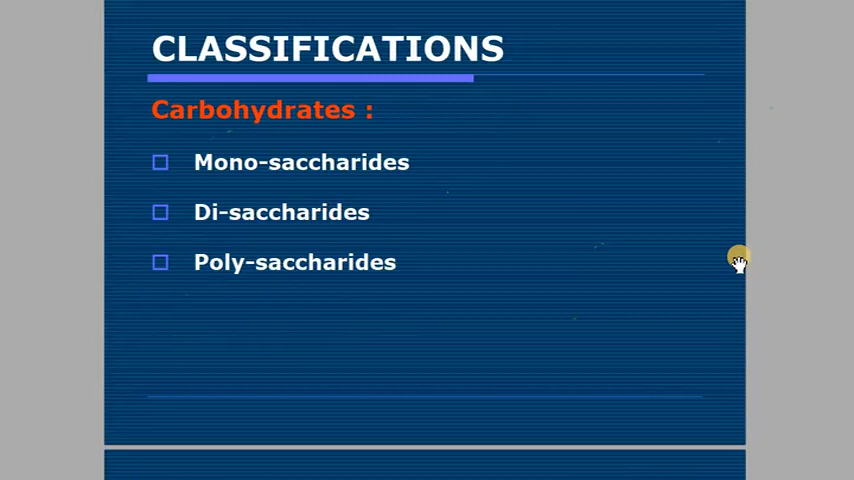 CLASSIFICATIONS
Carbohydrates :
Mono-saccharides
Di-saccharides
Poly-saccharides